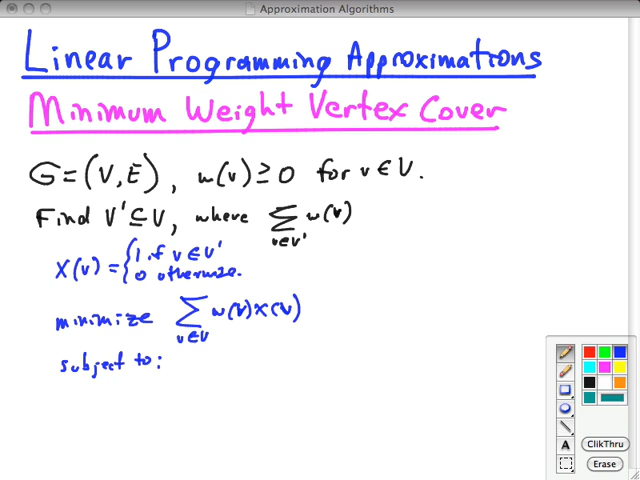 Approximation Algorithms
Linear Programming Approximations
Minimum Weight Vertex Cover
G=(V,E), w(v)≥0 for v∈V.
Find V'⊆V, where ∑ w(v)
v∈V'
X(v) = { 1 if v∈V'
0 otherwise.
minimize ∑ w(v)x(v)
v∈V
subject to:
A
ClikThru
Erase